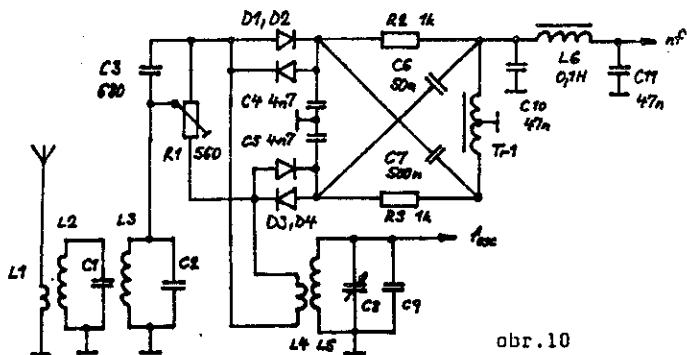 D1,D2
R2 1k
nf
L6
0,1H
C11
47n
C10
47n
C3
680
C6
50n
C4 4n7
C5 4n7
R1 560
Tr1
C7
500n
R3 1k
D3,D4
fosc
L1
L2
C1
L3
C2
L4
L5
C8
C9
obr.10